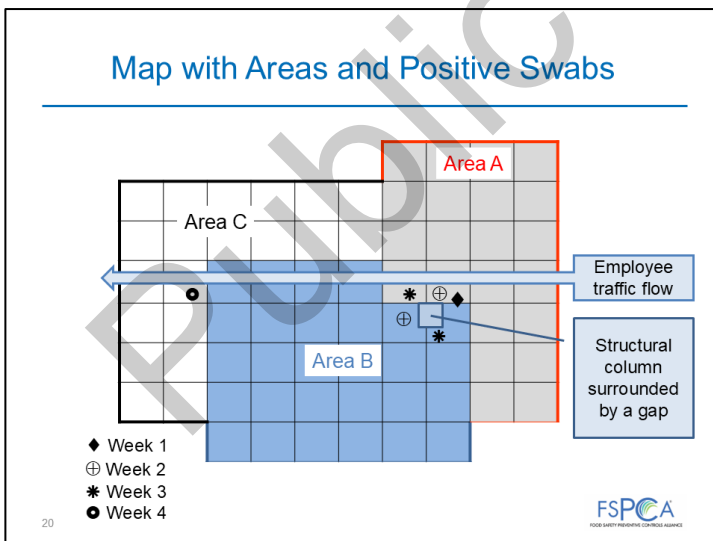 Map with Areas and Positive Swabs
Area A
Area C
Employee
traffic flow
Area B
Structural
column
surrounded
by a gap
Week 1
Week 2
Week 3
Week 4
20
FSPCA
FOOD SAFETY PREVENTIVE CONTROLS ALLIANCE
Public